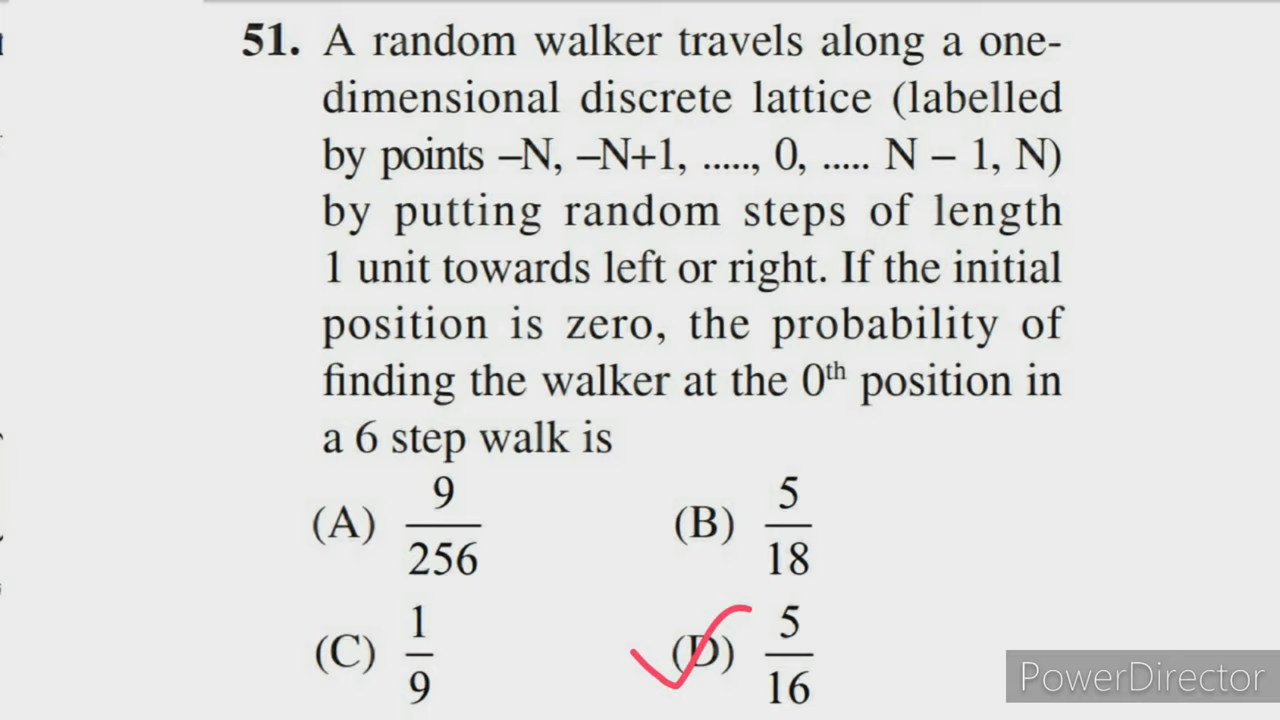 51. A random walker travels along a one-
dimensional discrete lattice (labelled
by points –N, –N+1, ....., 0, ..... N – 1, N)
by putting random steps of length
1 unit towards left or right. If the initial
position is zero, the probability of
finding the walker at the 0th position in
a 6 step walk is
(A) 9/256 (B) 5/18
(C) 1/9 (D) 5/16
PowerDirector